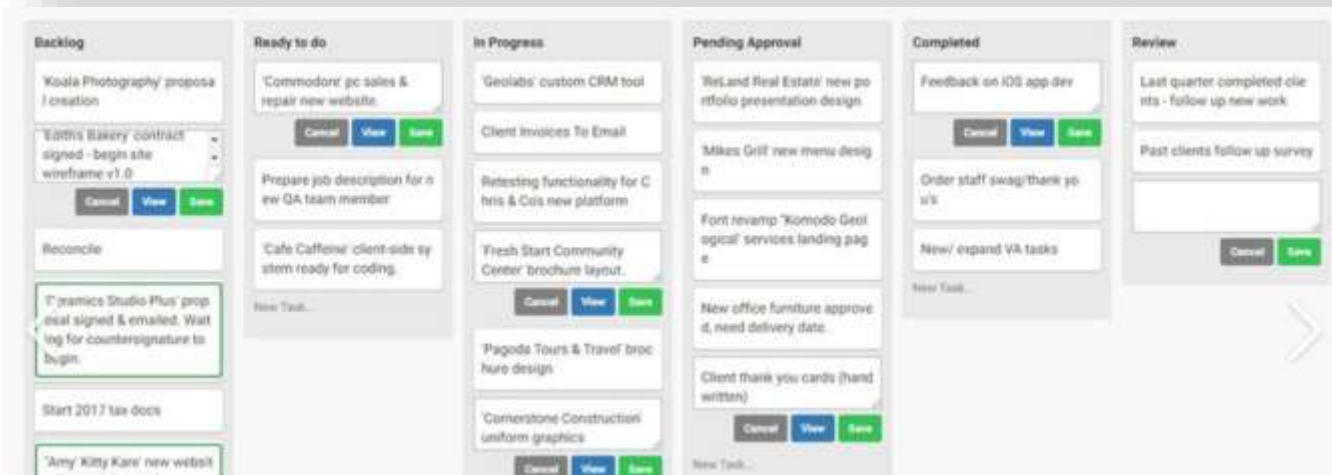 Backlog
'Koala Photography' proposa
l creation
'Edith's Bakery' contract
signed - begin site
wireframe v1.0
Cancel View Save
Reconcile
eramics Studio Plus' prop
osal signed & emailed. Wait
ing for countersignature to
begin.
Start 2017 tax docs
"Amy' Kitty Kare' new websit
Ready to do
'Commodore' pc sales &
repair new website.
Cancel View Save
Prepare job description for n
ew QA team member
'Cafe Caffeine' client-side sy
stem ready for coding.
New Task...
In Progress
'Geolabs' custom CRM tool
Client Invoices To Email
Retesting functionality for C
hris & Co's new platform
'Fresh Start Community
Center' brochure layout.
Cancel View Save
'Pagoda Tours & Travel' broc
hure design
'Cornerstone Construction'
uniform graphics
Cancel View Save
Pending Approval
'ReLand Real Estate' new po
rtfolio presentation design
'Mikes Grill' new menu desig
n
Font revamp "Komodo Geol
ogical' services landing pag
e
New office furniture approve
d, need delivery date.
Client thank you cards (hand
written)
Cancel View Save
New Task...
Completed
Feedback on iOS app dev
Cancel View Save
Order staff swag/thank yo
u's
New/ expand VA tasks
New Task...
Review
Last quarter completed clie
nts - follow up new work
Past clients follow up survey
Cancel Save